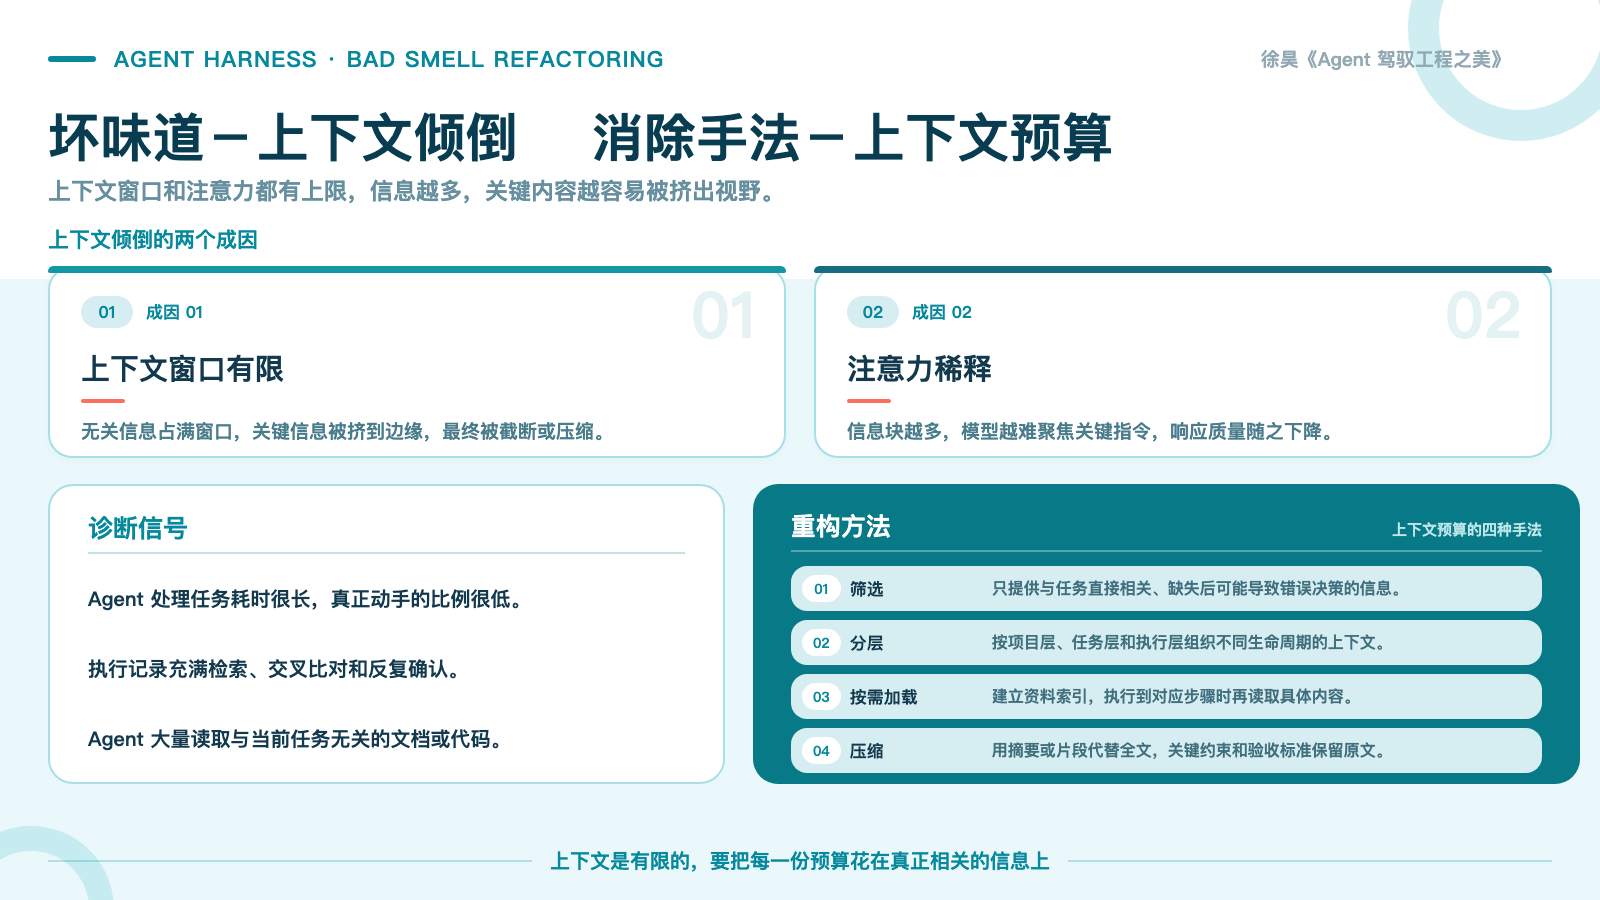 AGENT HARNESS · BAD SMELL REFACTORING
徐昊《Agent 驾驭工程之美》
坏味道－上下文倾倒 消除手法－上下文预算
上下文窗口和注意力都有上限，信息越多，关键内容越容易被挤出视野。
上下文倾倒的两个成因
01 成因 01
01
上下文窗口有限
无关信息占满窗口，关键信息被挤到边缘，最终被截断或压缩。
02 成因 02
02
注意力稀释
信息块越多，模型越难聚焦关键指令，响应质量随之下降。
诊断信号
Agent 处理任务耗时很长，真正动手的比例很低。
执行记录充满检索、交叉比对和反复确认。
Agent 大量读取与当前任务无关的文档或代码。
重构方法
上下文预算的四种手法
01 筛选 只提供与任务直接相关、缺失后可能导致错误决策的信息。
02 分层 按项目层、任务层和执行层组织不同生命周期的上下文。
03 按需加载 建立资料索引，执行到对应步骤时再读取具体内容。
04 压缩 用摘要或片段代替全文，关键约束和验收标准保留原文。
上下文是有限的，要把每一份预算花在真正相关的信息上